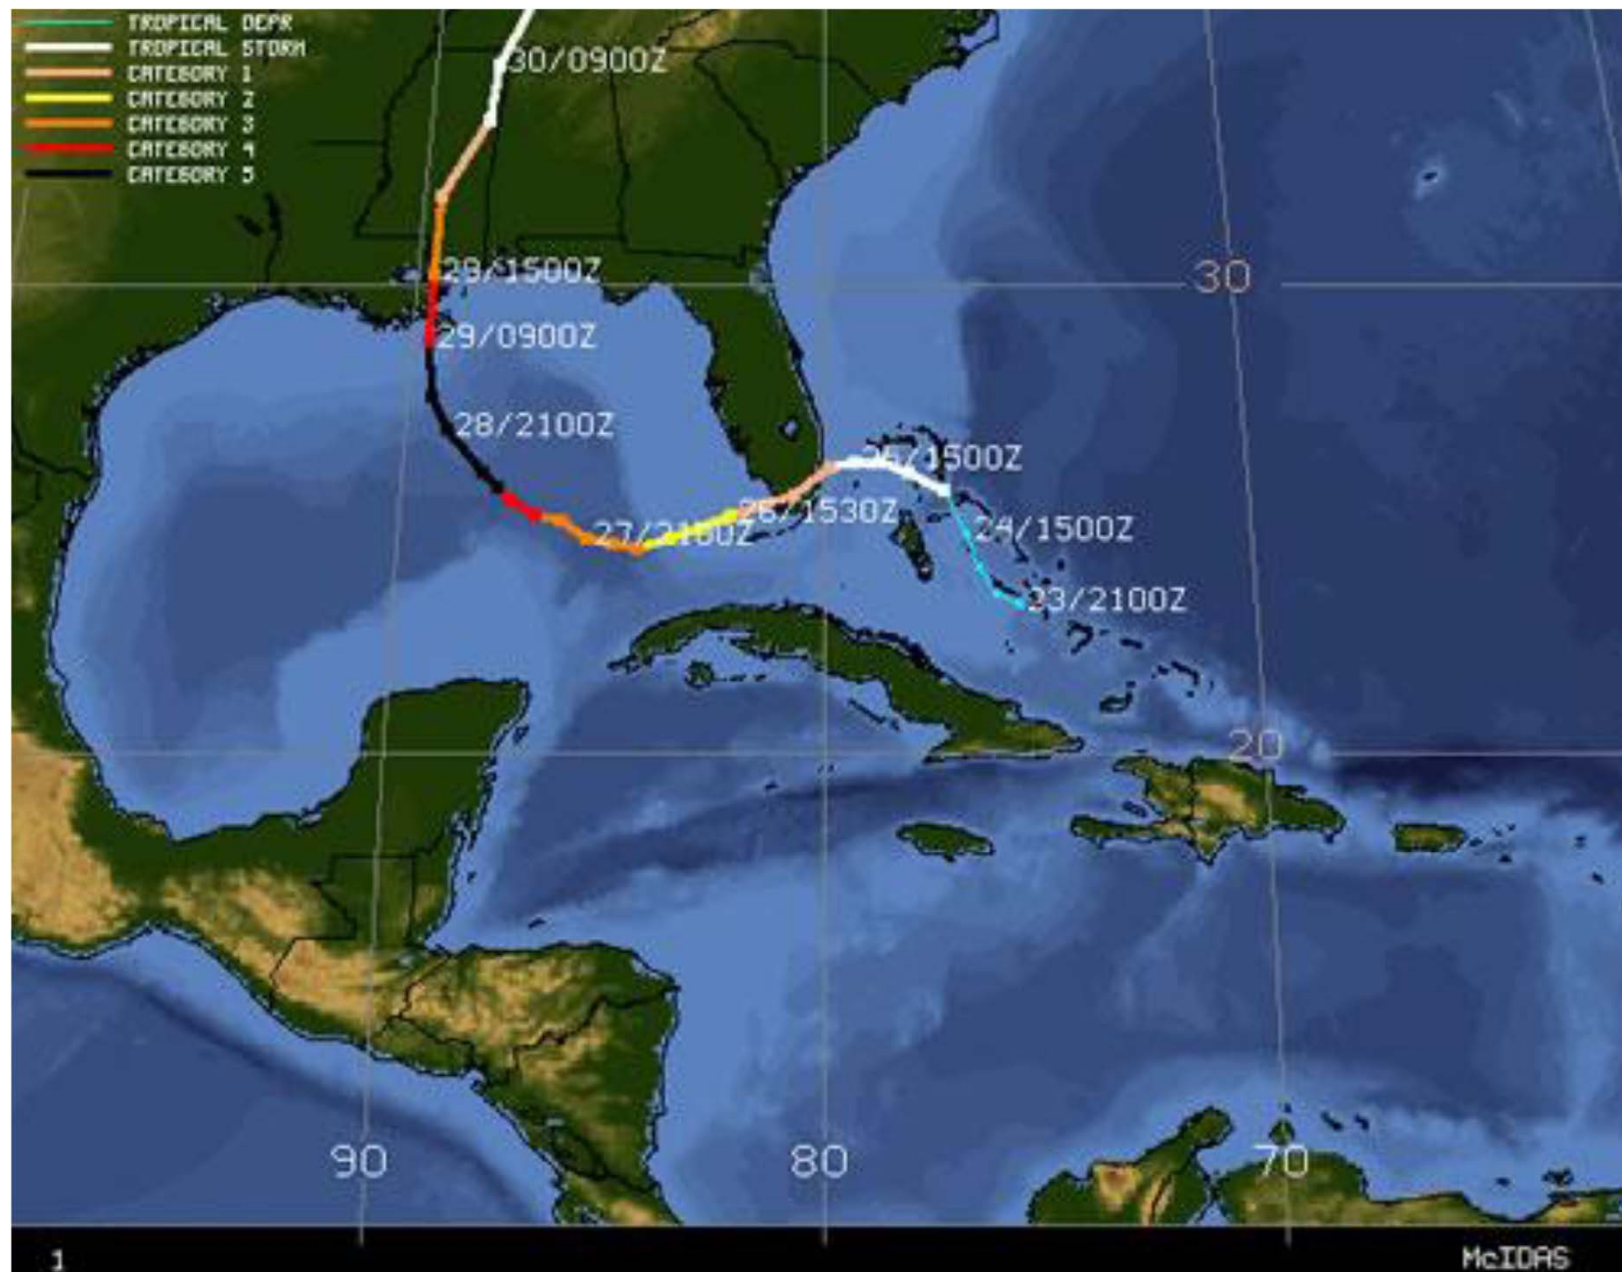 TROPICAL DEPR
TROPICAL STORM
CATEGORY 1
CATEGORY 2
CATEGORY 3
CATEGORY 4
CATEGORY 5
30/0900Z
29/1500Z
30
29/0900Z
28/2100Z
25/1500Z
26/1530Z
27/2100Z
24/1500Z
23/2100Z
20
90
80
70
1
McIDAS